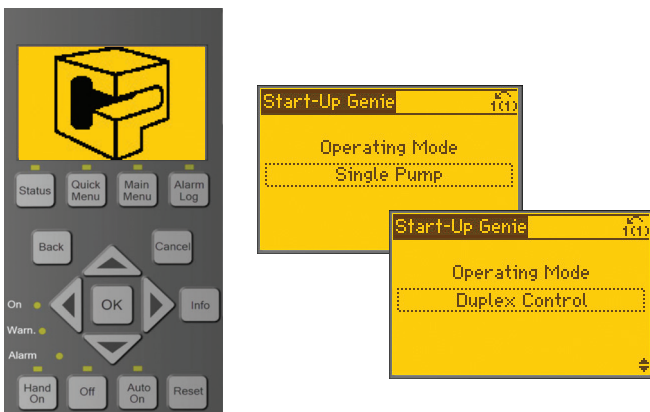 Status
Quick
Menu
Main
Menu
Alarm
Log
Back
Cancel
OK
Info
On
Warn.
Alarm
Hand
On
Off
Auto
On
Reset
Start-Up Genie
1(1)
Operating Mode
Single Pump
Start-Up Genie
1(1)
Operating Mode
Duplex Control